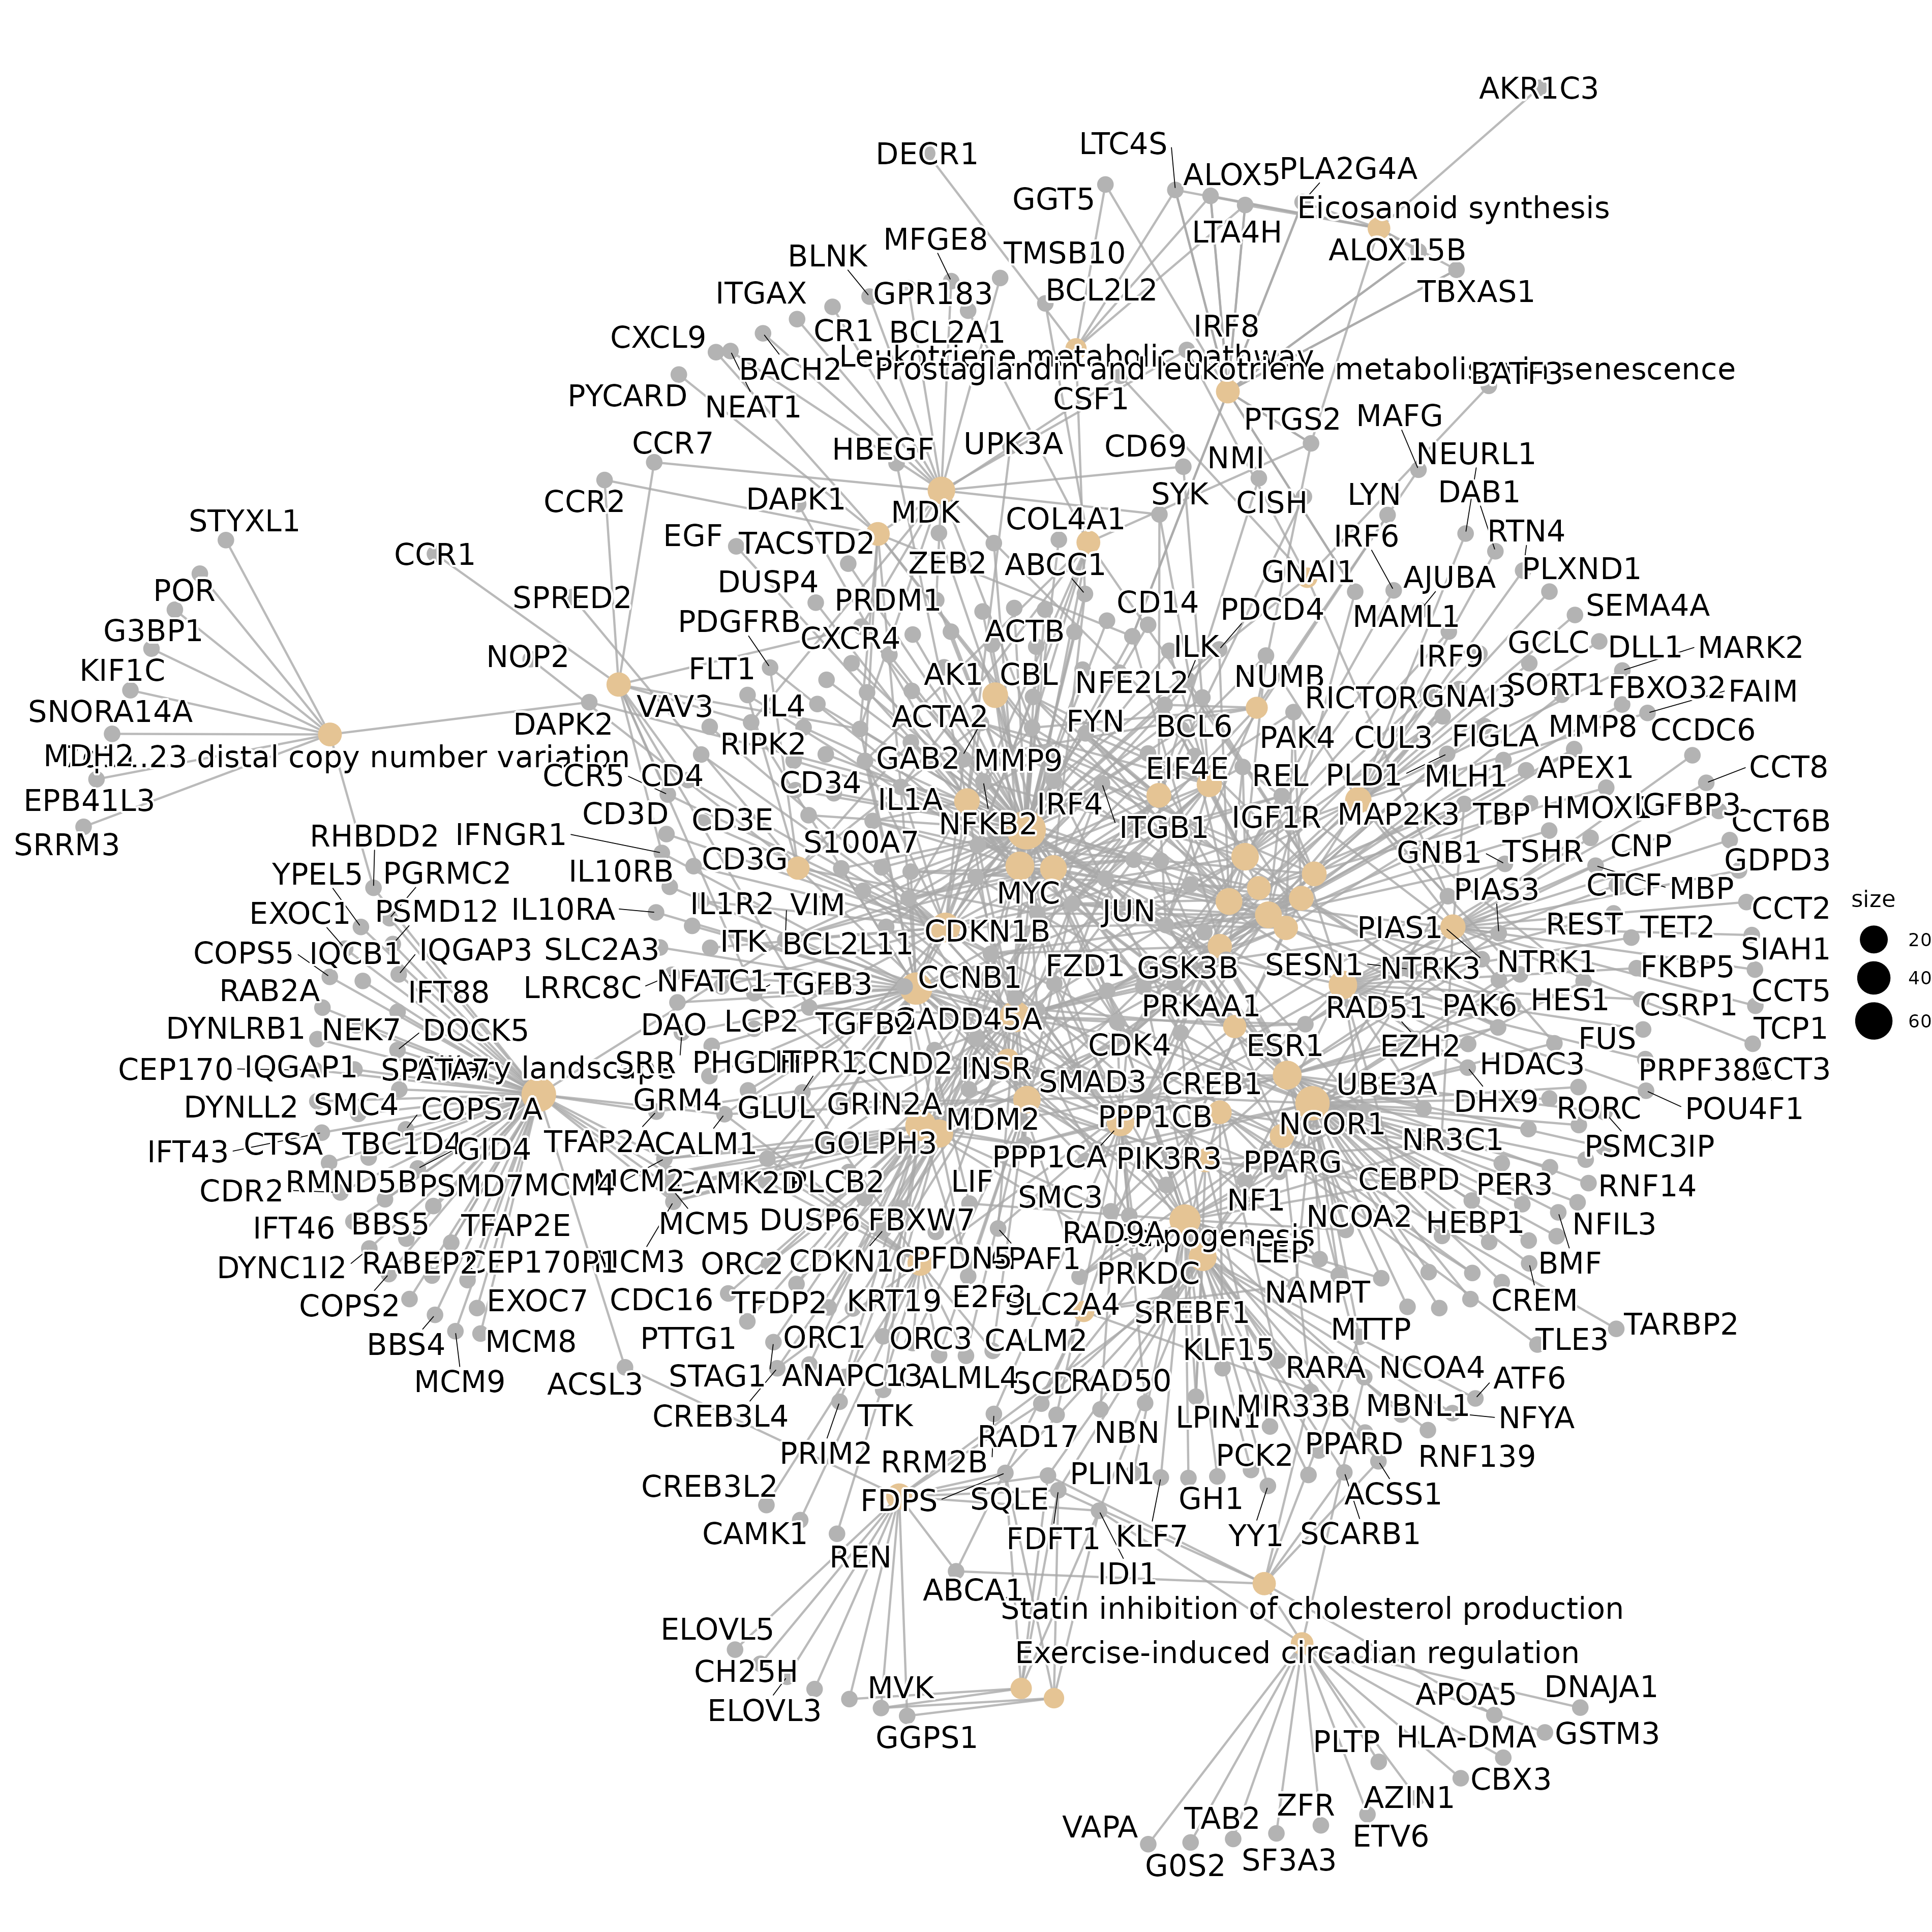 AKR1C3
DECR1
LTC4S
ALOX5
PLA2G4A
GGT5
Eicosanoid synthesis
LTA4H
MFGE8
TMSB10
BLNK
ALOX15B
ITGAX
GPR183
BCL2L2
TBXAS1
CXCL9
CR1
BCL2A1
IRF8
Leukotriene metabolic pathway
BACH2
Prostaglandin and leukotriene metabolism in senescence
BATF3
PYCARD
NEAT1
CSF1
PTGS2
MAFG
CCR7
HBEGF
UPK3A
CD69
NMI
NEURL1
CCR2
DAPK1
MDK
SYK
CISH
LYN
DAB1
STYXL1
COL4A1
CCR1
EGF
TACSTD2
ZEB2
ABCC1
IRF6
RTN4
POR
SPRED2
DUSP4
PRDM1
CD14
GNAI1
PDCD4
AJUBA
PLXND1
G3BP1
PDGFRB
CXCR4
ACTB
ILK
MAML1
SEMA4A
KIF1C
NOP2
FLT1
AK1
CBL
NFE2L2
NUMB
IRF9
GCLC
DLL1
MARK2
SNORA14A
DAPK2
VAV3
IL4
ACTA2
FYN
BCL6
RICTOR
GNAI3
SORT1
FBXO32
FAIM
MDH2
distal copy number variation
RIPK2
GAB2
MMP9
PAK4
CUL3
FIGLA
MMP8
CCDC6
EPB41L3
CCR5
CD4
CD34
EIF4E
REL
PLD1
MLH1
APEX1
CCT8
SRRM3
CD3D
CD3E
IL1A
NFKB2
IRF4
ITGB1
IGF1R
MAP2K3
TBP
HMOX1
IGFBP3
CCT6B
RHBDD2
IFNGR1
S100A7
YPEL5
PGRMC2
IL10RB
CD3G
MYC
GNB1
TSHR
CNP
GDPD3
EXOC1
PSMD12
IL10RA
IL1R2
VIM
JUN
PIAS3
CTCF
MBP
CCT2
COPS5
IQCB1
IQGAP3
SLC2A3
ITK
BCL2L11
CDKN1B
PIAS1
REST
TET2
SIAH1
RAB2A
IFT88
LRRC8C
NFATC1
TGFB3
CCNB1
FZD1
GSK3B
SESN1
NTRK3
NTRK1
FKBP5
CCT5
DYNLRB1
NEK7
DOCK5
DAO
LCP2
TGFB2
GADD45A
PRKAA1
RAD51
PAK6
HES1
CSRP1
TCP1
CEP170
IQGAP1
SPATA7
SRR
PHGDH
ITPR1
CCND2
INSR
CDK4
ESR1
EZH2
HDAC3
FUS
CCT3
DYNLL2
SMC4
COPS7A
GRM4
GLUL
GRIN2A
SMAD3
CREB1
UBE3A
DHX9
RORC
POU4F1
IFT43
CTSA
TBC1D4
GID4
TFAP2A
CALM1
GOLPH3
MDM2
PPP1CB
NCOR1
NR3C1
PSMC3IP
CDR2
RMND5B
PSMD7
MCM4
MCM2
CAMK2D
PLCB2
LIF
PPP1CA
PIK3R3
PPARG
CEBPD
PER3
RNF14
IFT46
BBS5
TFAP2E
MCM5
DUSP6
FBXW7
SMC3
RAD9A
NF1
NCOA2
HEBP1
NFIL3
DYNC1I2
RABEP2
CEP170P1
MCM3
ORC2
CDKN1C
PFDN5
PAF1
PRKDC
LEP
BMF
COPS2
EXOC7
CDC16
TFDP2
KRT19
E2F3
SLC2A4
SREBF1
NAMPT
CREM
BBS4
MCM8
PTTG1
ORC1
ORC3
CALM2
KLF15
MTTP
TLE3
TARBP2
MCM9
ACSL3
STAG1
ANAPC13
CALML4
SCD
RAD50
RARA
NCOA4
ATF6
CREB3L4
TTK
LPIN1
MIR33B
MBNL1
NFYA
PRIM2
RRM2B
RAD17
NBN
PCK2
PPARD
RNF139
CREB3L2
FDPS
SQLE
PLIN1
GH1
ACSS1
CAMK1
FDFT1
KLF7
YY1
SCARB1
REN
ABCA1
IDI1
Statin inhibition of cholesterol production
ELOVL5
Exercise-induced circadian regulation
CH25H
MVK
APOA5
DNAJA1
ELOVL3
GGPS1
PLTP
HLA-DMA
GSTM3
CBX3
VAPA
TAB2
ZFR
AZIN1
G0S2
SF3A3
ETV6
size
20
40
60